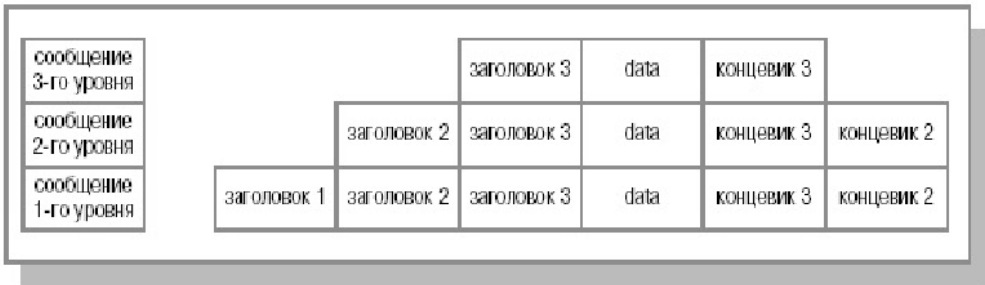 сообщение
3-го уровня
заголовок 3 data концевик 3
сообщение
2-го уровня
заголовок 2 заголовок 3 data концевик 3 концевик 2
сообщение
1-го уровня
заголовок 1 заголовок 2 заголовок 3 data концевик 3 концевик 2